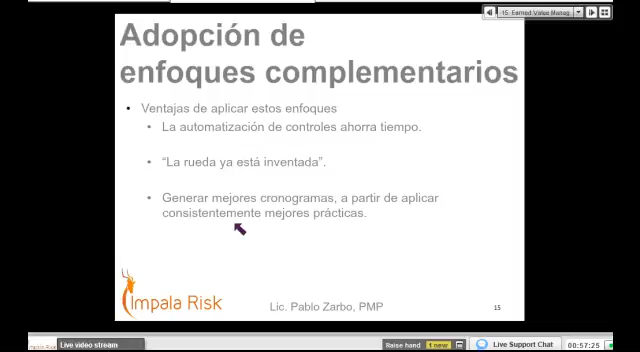 15. Earned Value Manag
Adopción de
enfoques complementarios
• Ventajas de aplicar estos enfoques
• La automatización de controles ahorra tiempo.
• “La rueda ya está inventada”.
• Generar mejores cronogramas, a partir de aplicar
consistentemente mejores prácticas.
Impala Risk
Lic. Pablo Zarbo, PMP
15
Impala Risk
Live video stream
Raise hand
1 new
Live Support Chat
00:57:25